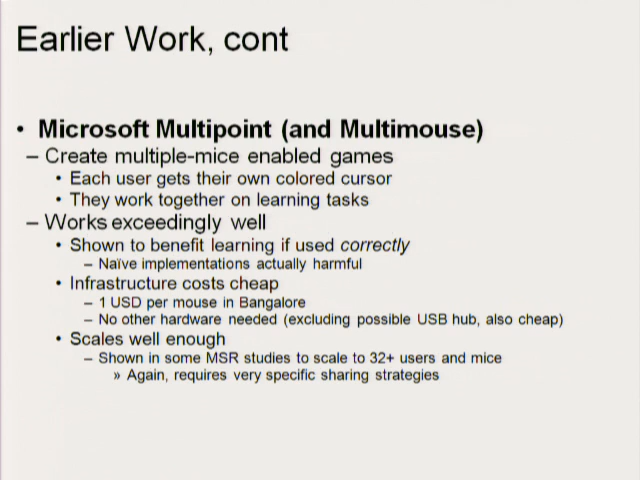 Earlier Work, cont
• Microsoft Multipoint (and Multimouse)
– Create multiple-mice enabled games
• Each user gets their own colored cursor
• They work together on learning tasks
– Works exceedingly well
• Shown to benefit learning if used correctly
– Naïve implementations actually harmful
• Infrastructure costs cheap
– 1 USD per mouse in Bangalore
– No other hardware needed (excluding possible USB hub, also cheap)
• Scales well enough
– Shown in some MSR studies to scale to 32+ users and mice
» Again, requires very specific sharing strategies